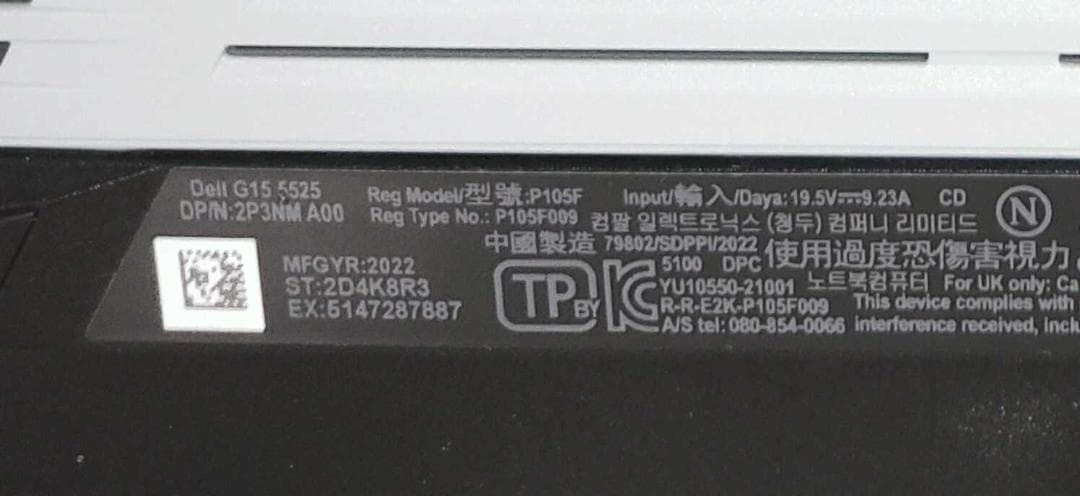 Dell G15 5525
DP/N:2P3NM A00
MFGYR:2022
ST:2D4K8R3
EX:5147287887
Reg Model/型號:P105F
Reg Type No.: P105F009
Input/輸入/Daya: 19.5V⎓9.23A CD
컴팔 일렉트로닉스 (청두) 컴퍼니 리미티드
N
中國製造 79802/SDPPI/2022 使用過度恐傷害視力
5100 DPC
TP BY
YU10550-21001 노트북컴퓨터 For UK only: Ca
R-R-E2K-P105F009 This device complies with
A/S tel: 080-854-0066 interference received, inclu